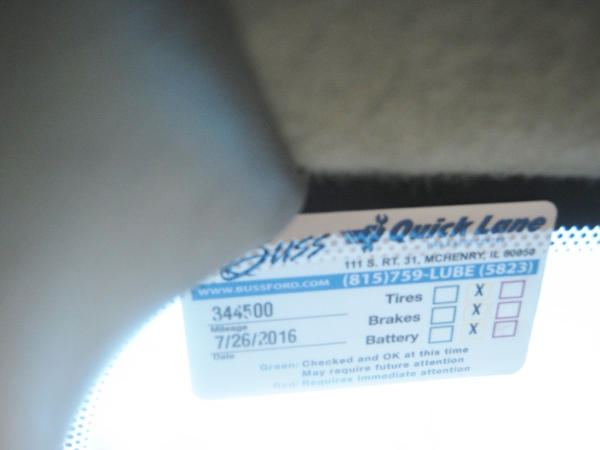 Buss Quick Lane
111 S. RT. 31, MCHENRY, IL
WWW.BUSSFORD.COM (815)759-LUBE (5823)
344500
Mileage
7/26/2016
Date
Tires X
Brakes X
Battery X
Green: Checked and OK at this time
May require future attention
Red: Requires immediate attention